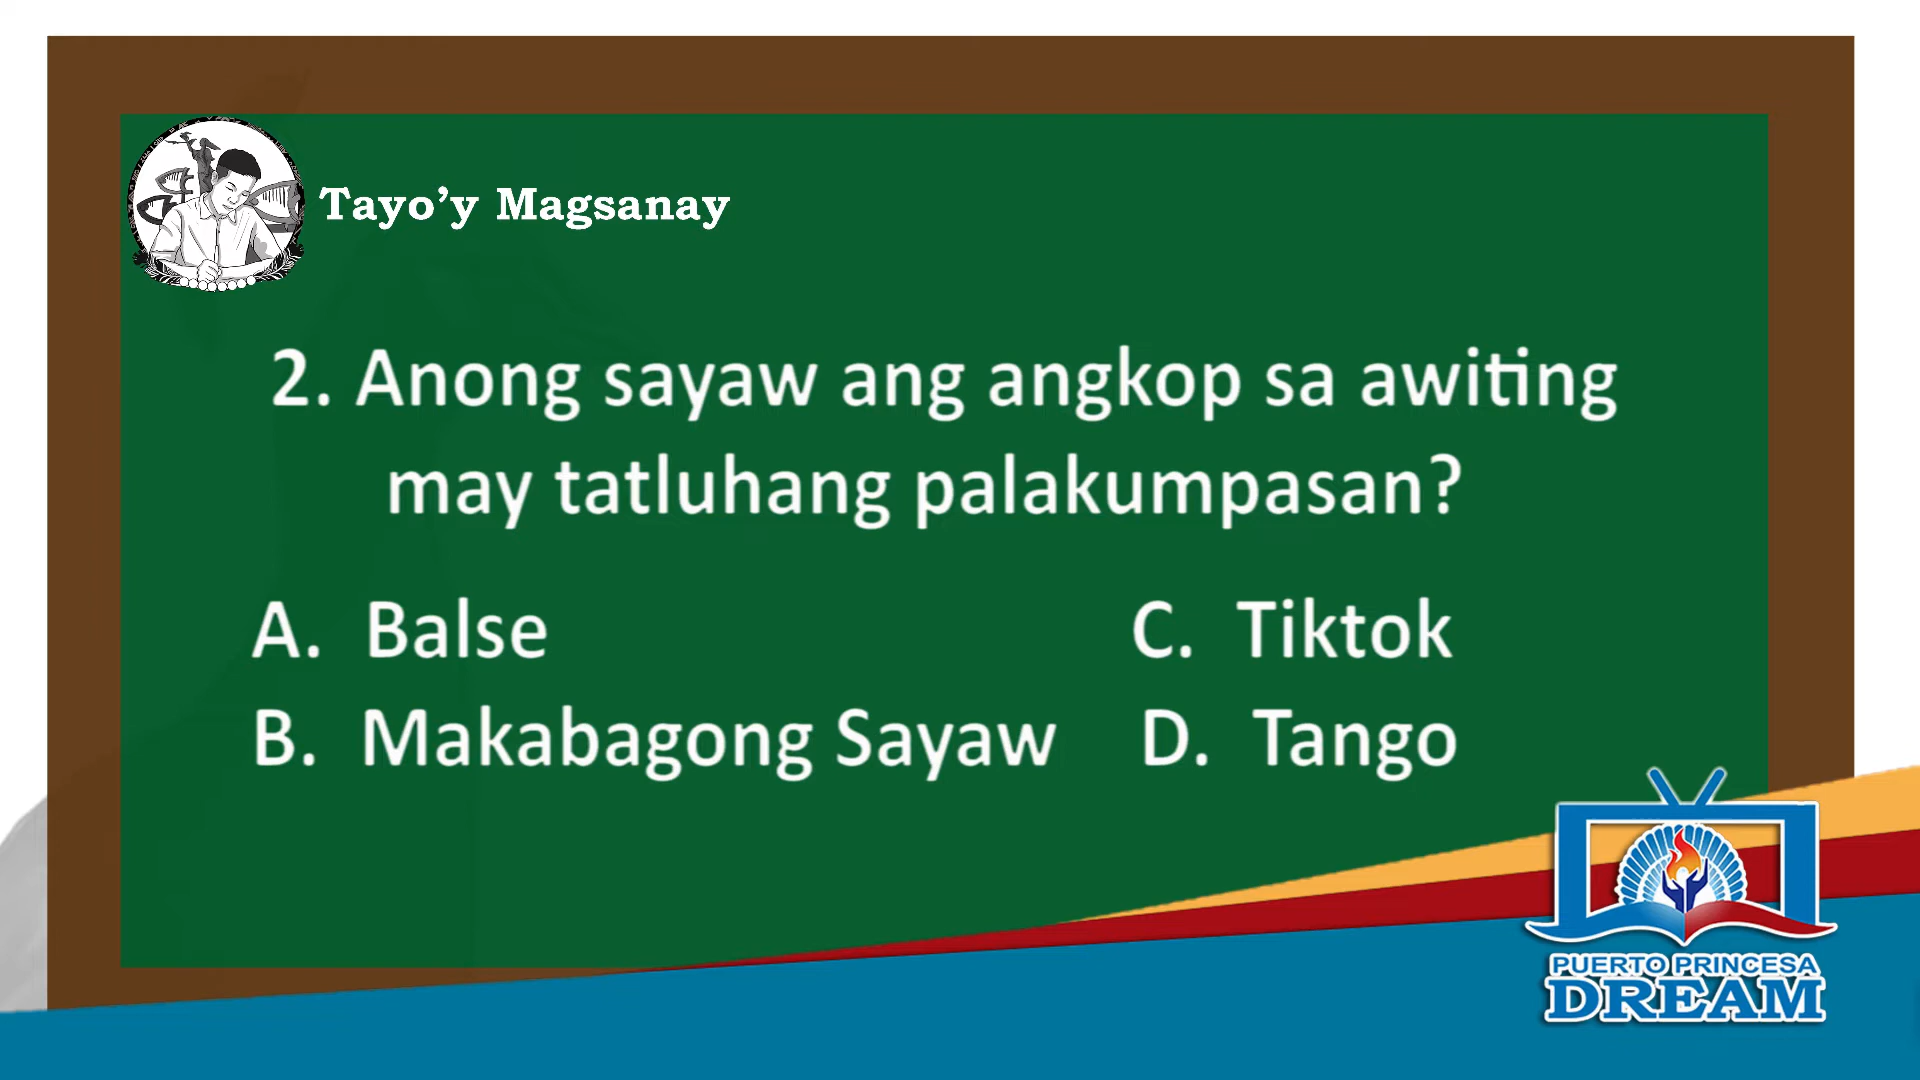 Tayo'y Magsanay
2. Anong sayaw ang angkop sa awiting
may tatluhang palakumpasan?
A. Balse
C. Tiktok
B. Makabagong Sayaw
D. Tango
PUERTO PRINCESA
DREAM